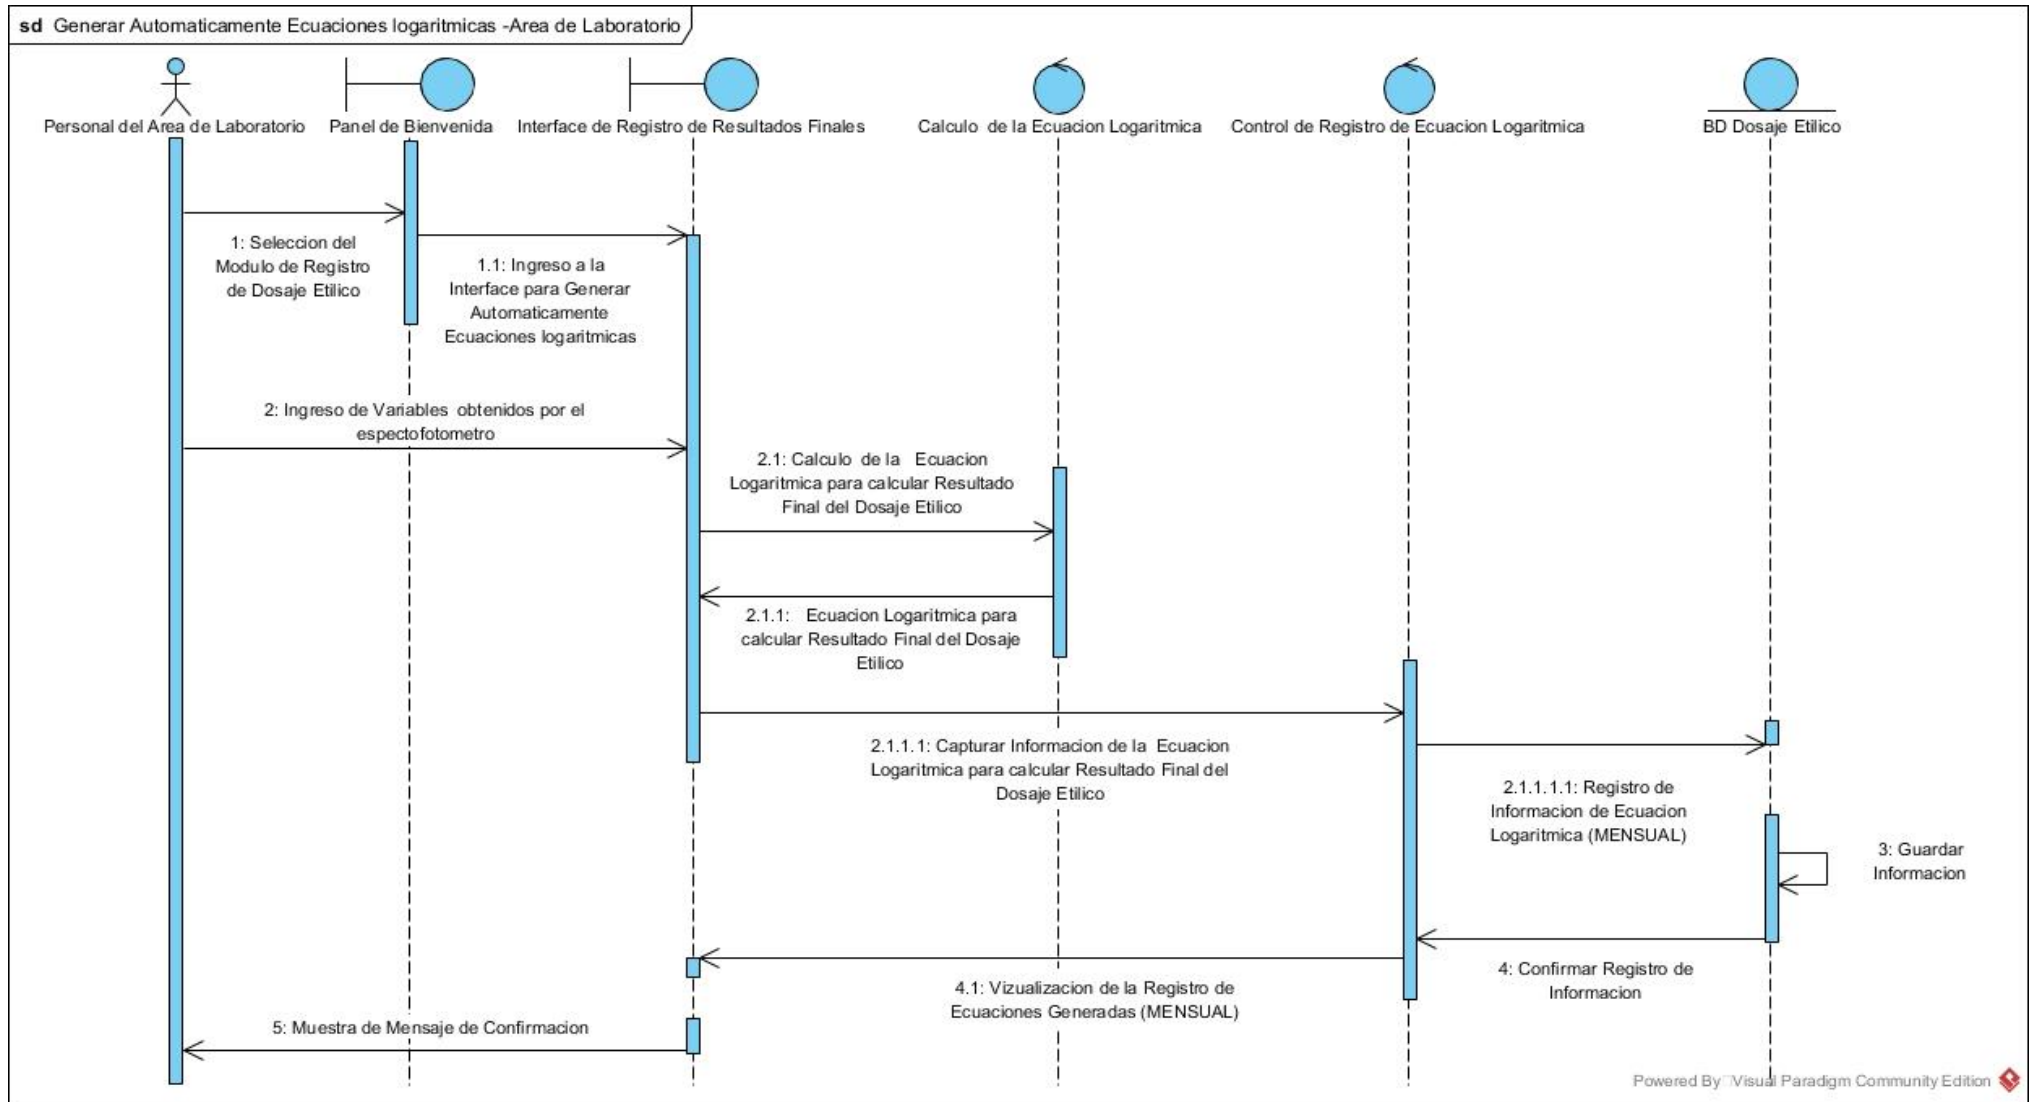 sd Generar Automaticamente Ecuaciones logaritmicas -Area de Laboratorio
Personal del Area de Laboratorio
Panel de Bienvenida
Interface de Registro de Resultados Finales
Calculo de la Ecuacion Logaritmica
Control de Registro de Ecuacion Logaritmica
BD Dosaje Etilico
1: Seleccion del
Modulo de Registro
de Dosaje Etilico
1.1: Ingreso a la
Interface para Generar
Automaticamente
Ecuaciones logaritmicas
2: Ingreso de Variables obtenidos por el
espectofotometro
2.1: Calculo de la Ecuacion
Logaritmica para calcular Resultado
Final del Dosaje Etilico
2.1.1: Ecuacion Logaritmica para
calcular Resultado Final del Dosaje
Etilico
2.1.1.1: Capturar Informacion de la Ecuacion
Logaritmica para calcular Resultado Final del
Dosaje Etilico
2.1.1.1.1: Registro de
Informacion de Ecuacion
Logaritmica (MENSUAL)
3: Guardar
Informacion
4: Confirmar Registro de
Informacion
4.1: Vizualizacion de la Registro de
Ecuaciones Generadas (MENSUAL)
5: Muestra de Mensaje de Confirmacion
Powered By Visual Paradigm Community Edition